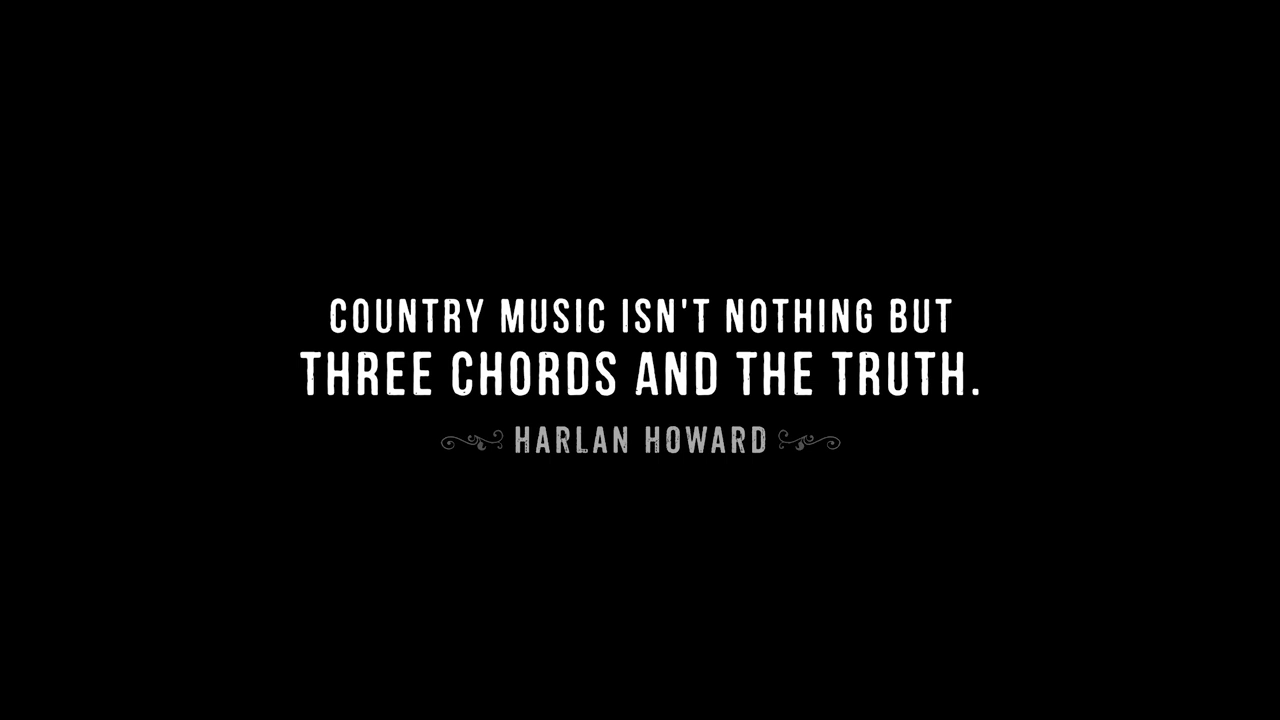 COUNTRY MUSIC ISN'T NOTHING BUT
THREE CHORDS AND THE TRUTH.
HARLAN HOWARD